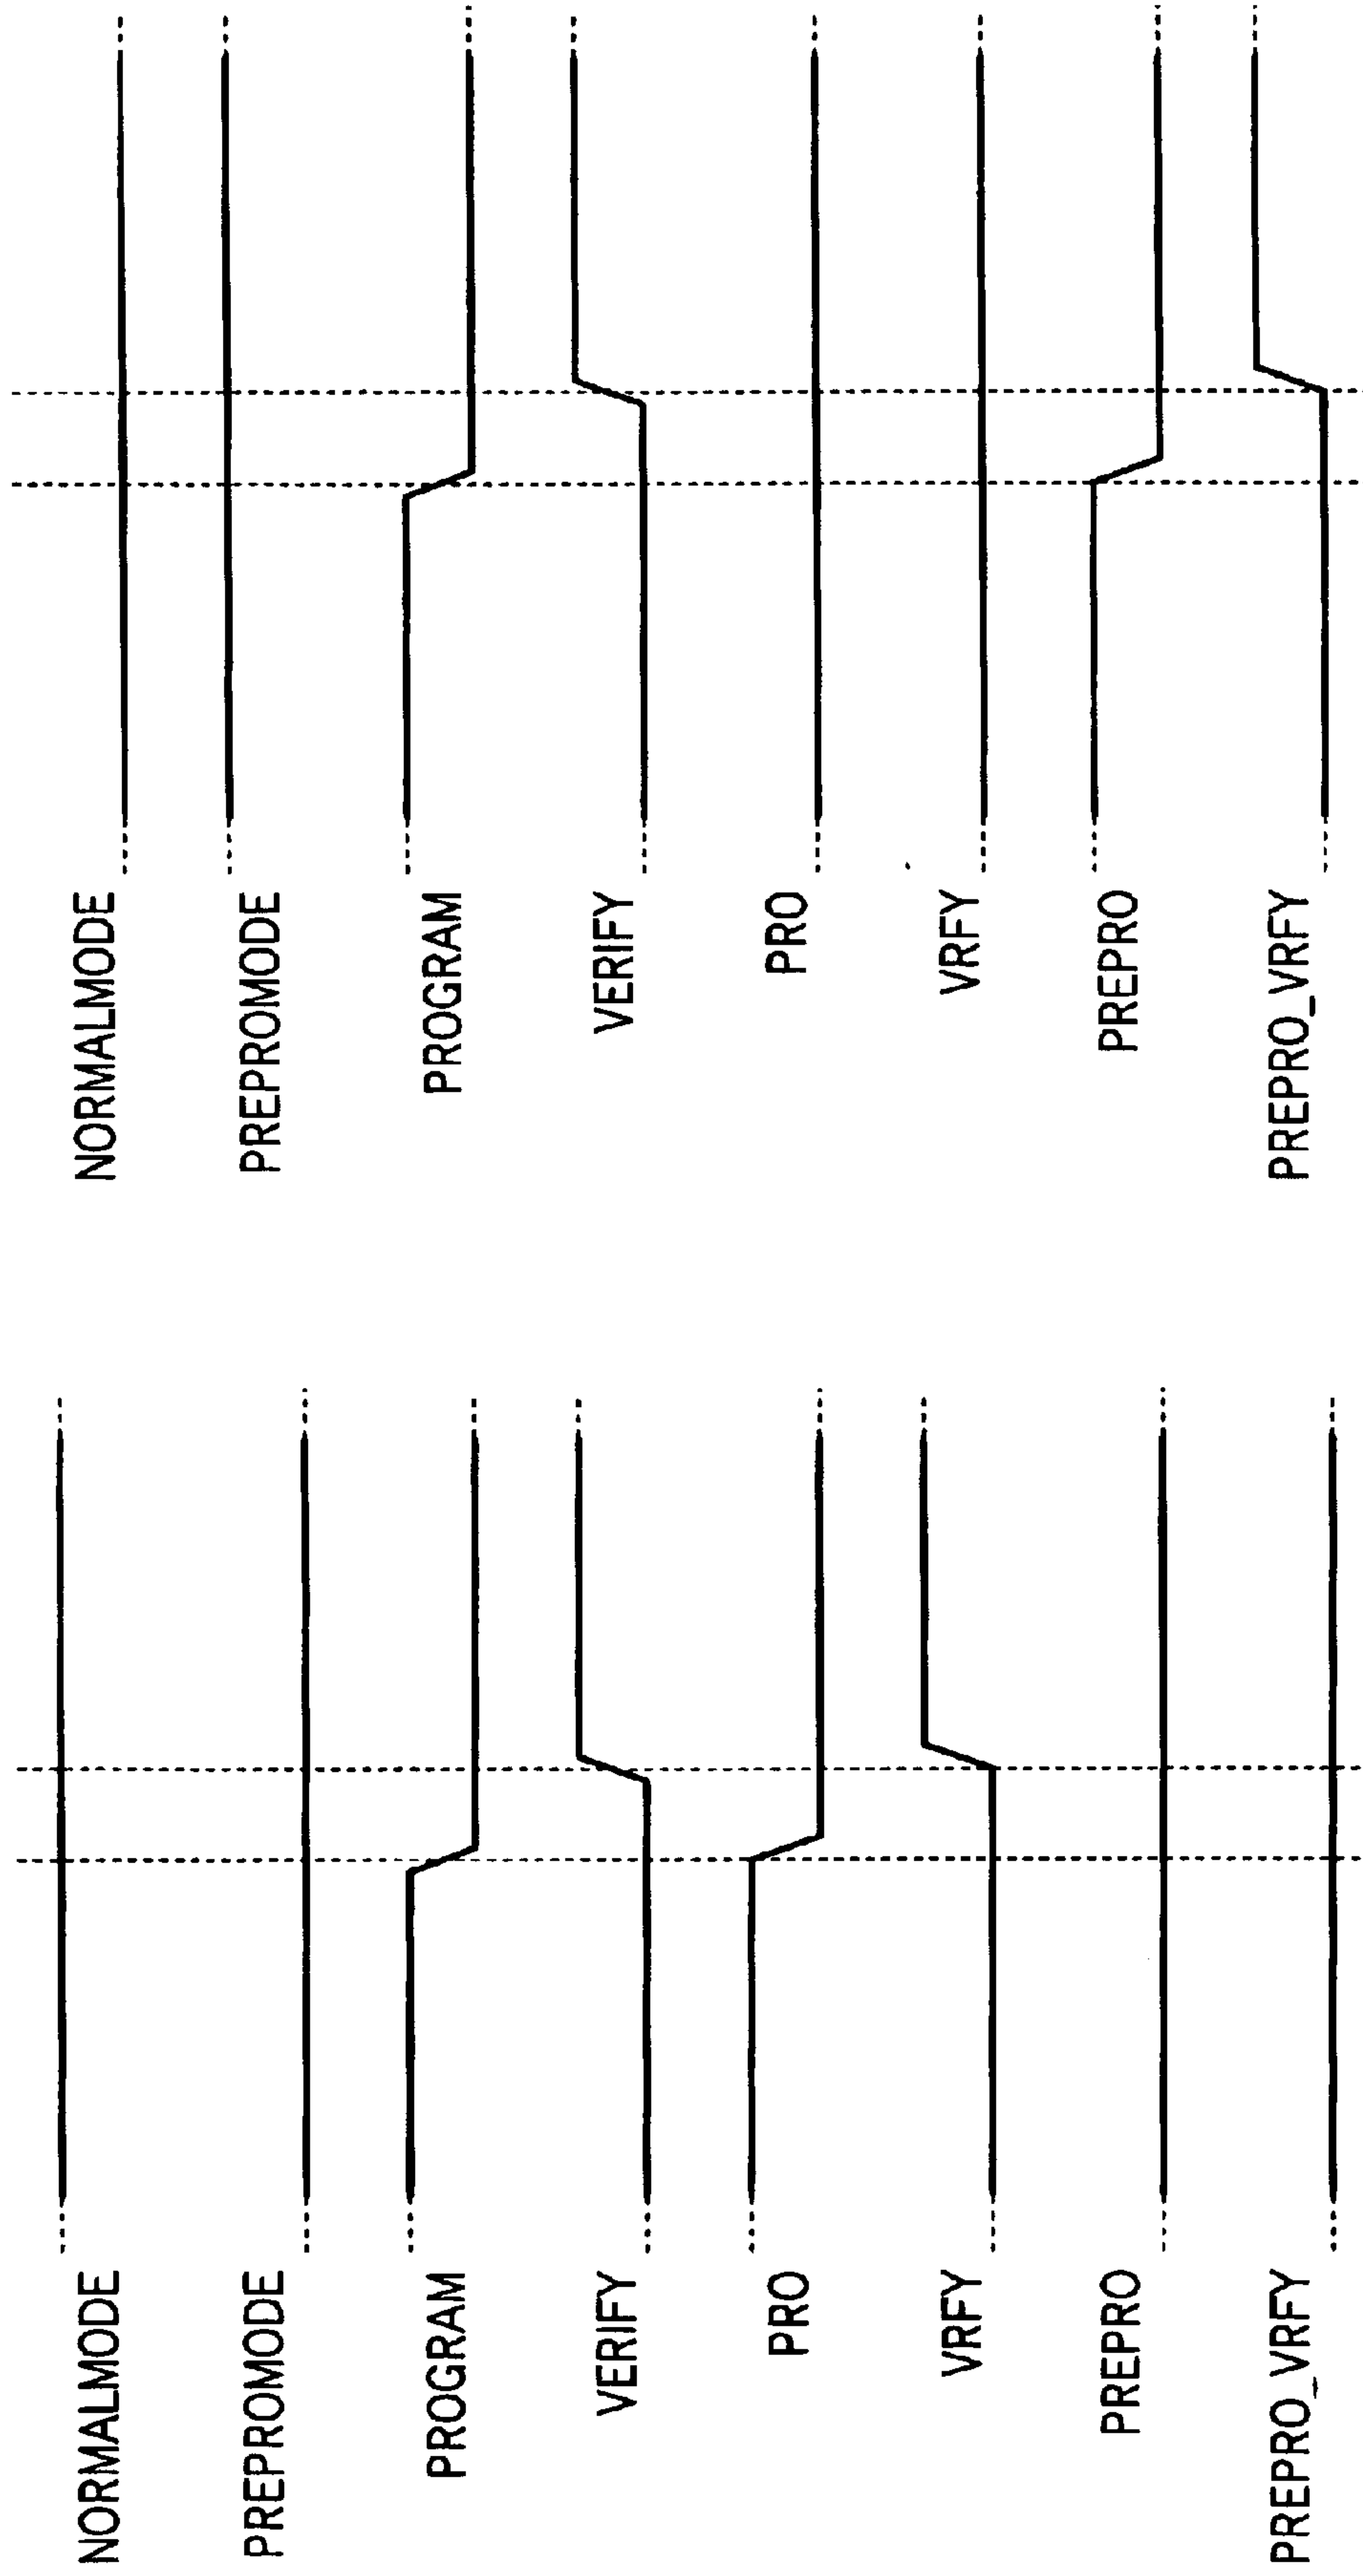 NORMALMODE
PREPROMODE
PROGRAM
VERIFY
PRO
VRFY
PREPRO
PREPRO_VRFY
NORMALMODE
PREPROMODE
PROGRAM
VERIFY
PRO
VRFY
PREPRO
PREPRO_VRFY